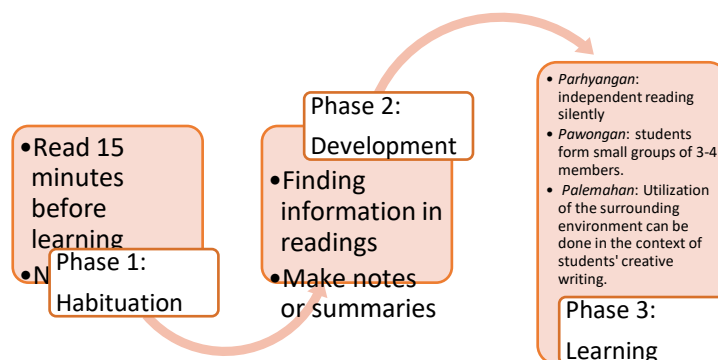 •Read 15
minutes
before
learning
•N
Phase 1:
Habituation
Phase 2:
Development
•Finding
information in
readings
•Make notes
or summaries
• Parhyangan:
independent reading
silently
• Pawongan: students
form small groups of 3-4
members.
• Palemahan: Utilization
of the surrounding
environment can be
done in the context of
students' creative
writing.
Phase 3:
Learning